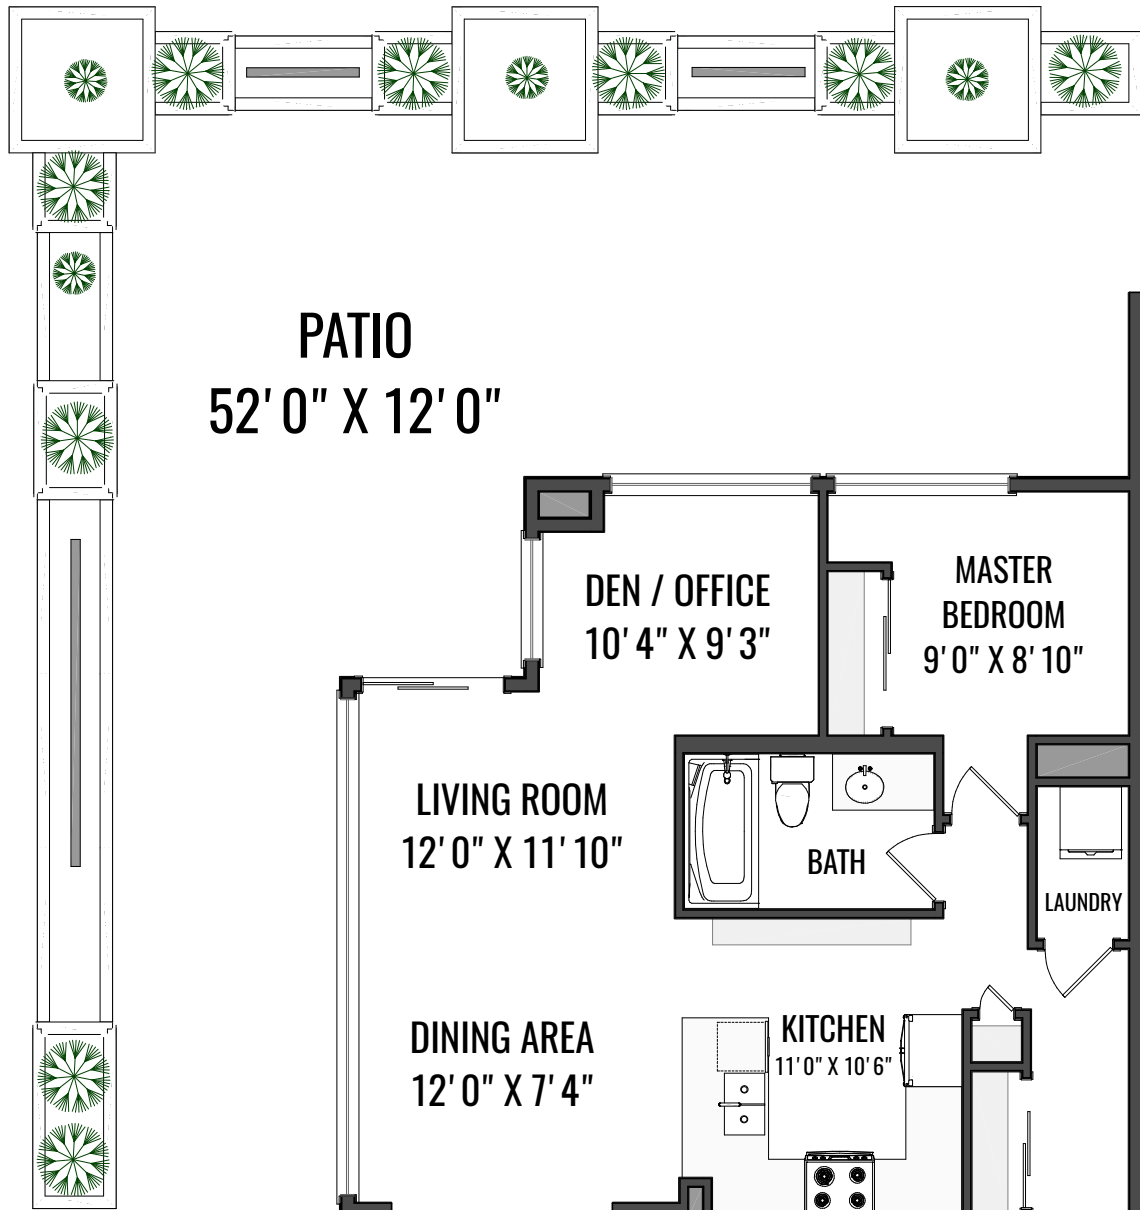 PATIO
52'0" X 12'0"
DEN / OFFICE
10'4" X 9'3"
MASTER
BEDROOM
9'0" X 8'10"
LIVING ROOM
12'0" X 11'10"
BATH
LAUNDRY
DINING AREA
12'0" X 7'4"
KITCHEN
11'0" X 10'6"